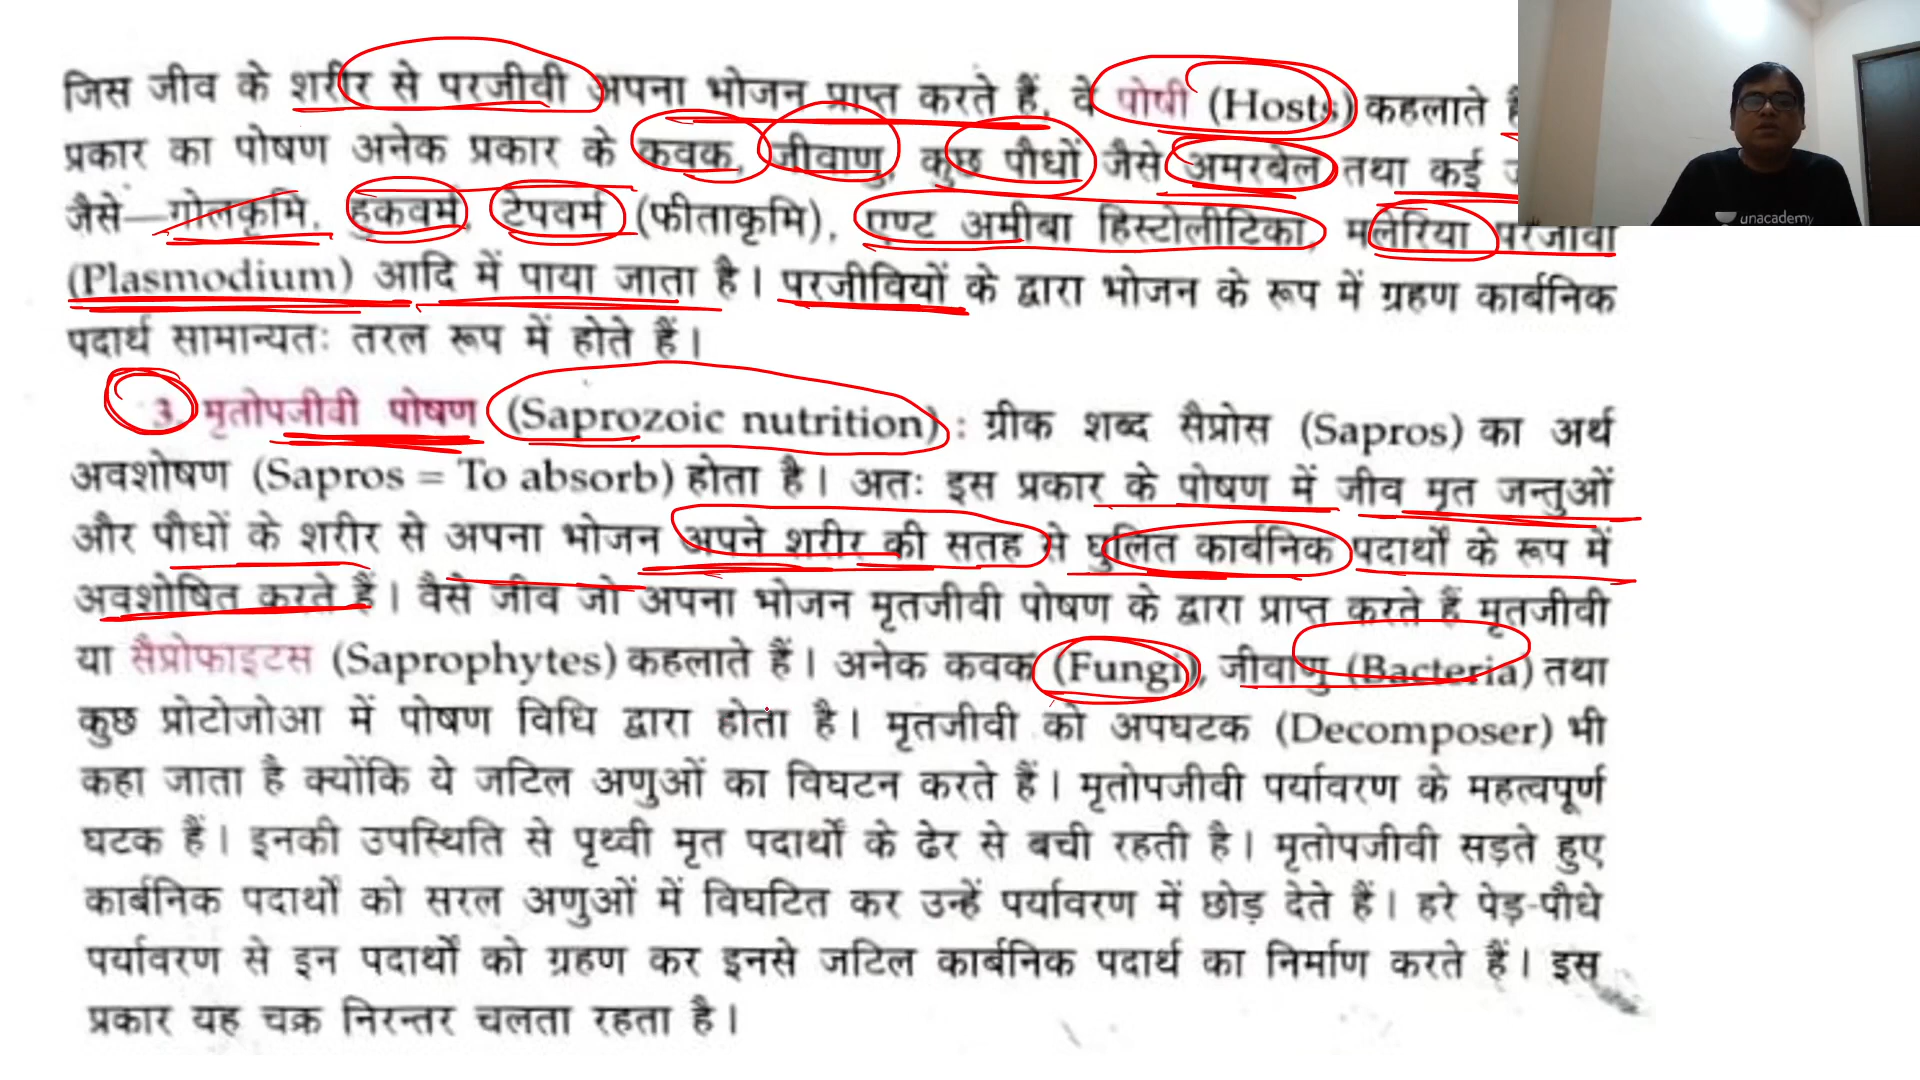 जिस जीव के शरीर से परजीवी अपना भोजन प्राप्त करते हैं, वे पोषी (Hosts) कहलाते
प्रकार का पोषण अनेक प्रकार के कवक, जीवाणु, कुछ पौधों जैसे अमरबेल तथा कई
जैसे—गोलकृमि, हुकवर्म, टेपवर्म (फीताकृमि), एण्ट अमीबा हिस्टोलीटिका, मलेरिया परजीवी
(Plasmodium) आदि में पाया जाता है। परजीवियों के द्वारा भोजन के रूप में ग्रहण कार्बनिक
पदार्थ सामान्यतः तरल रूप में होते हैं।
3. मृतोपजीवी पोषण (Saprozoic nutrition) : ग्रीक शब्द सैप्रोस (Sapros) का अर्थ
अवशोषण (Sapros = To absorb) होता है। अतः इस प्रकार के पोषण में जीव मृत जन्तुओं
और पौधों के शरीर से अपना भोजन अपने शरीर की सतह से घुलित कार्बनिक पदार्थों के रूप में
अवशोषित करते हैं। वैसे जीव जो अपना भोजन मृतजीवी पोषण के द्वारा प्राप्त करते हैं मृतजीवी
या सैप्रोफाइटस (Saprophytes) कहलाते हैं। अनेक कवक (Fungi), जीवाणु (Bacteria) तथा
कुछ प्रोटोजोआ में पोषण विधि द्वारा होता है। मृतजीवी को अपघटक (Decomposer) भी
कहा जाता है क्योंकि ये जटिल अणुओं का विघटन करते हैं। मृतोपजीवी पर्यावरण के महत्वपूर्ण
घटक हैं। इनकी उपस्थिति से पृथ्वी मृत पदार्थों के ढेर से बची रहती है। मृतोपजीवी सड़ते हुए
कार्बनिक पदार्थों को सरल अणुओं में विघटित कर उन्हें पर्यावरण में छोड़ देते हैं। हरे पेड़-पौधे
पर्यावरण से इन पदार्थों को ग्रहण कर इनसे जटिल कार्बनिक पदार्थ का निर्माण करते हैं। इस
प्रकार यह चक्र निरन्तर चलता रहता है।
unacademy